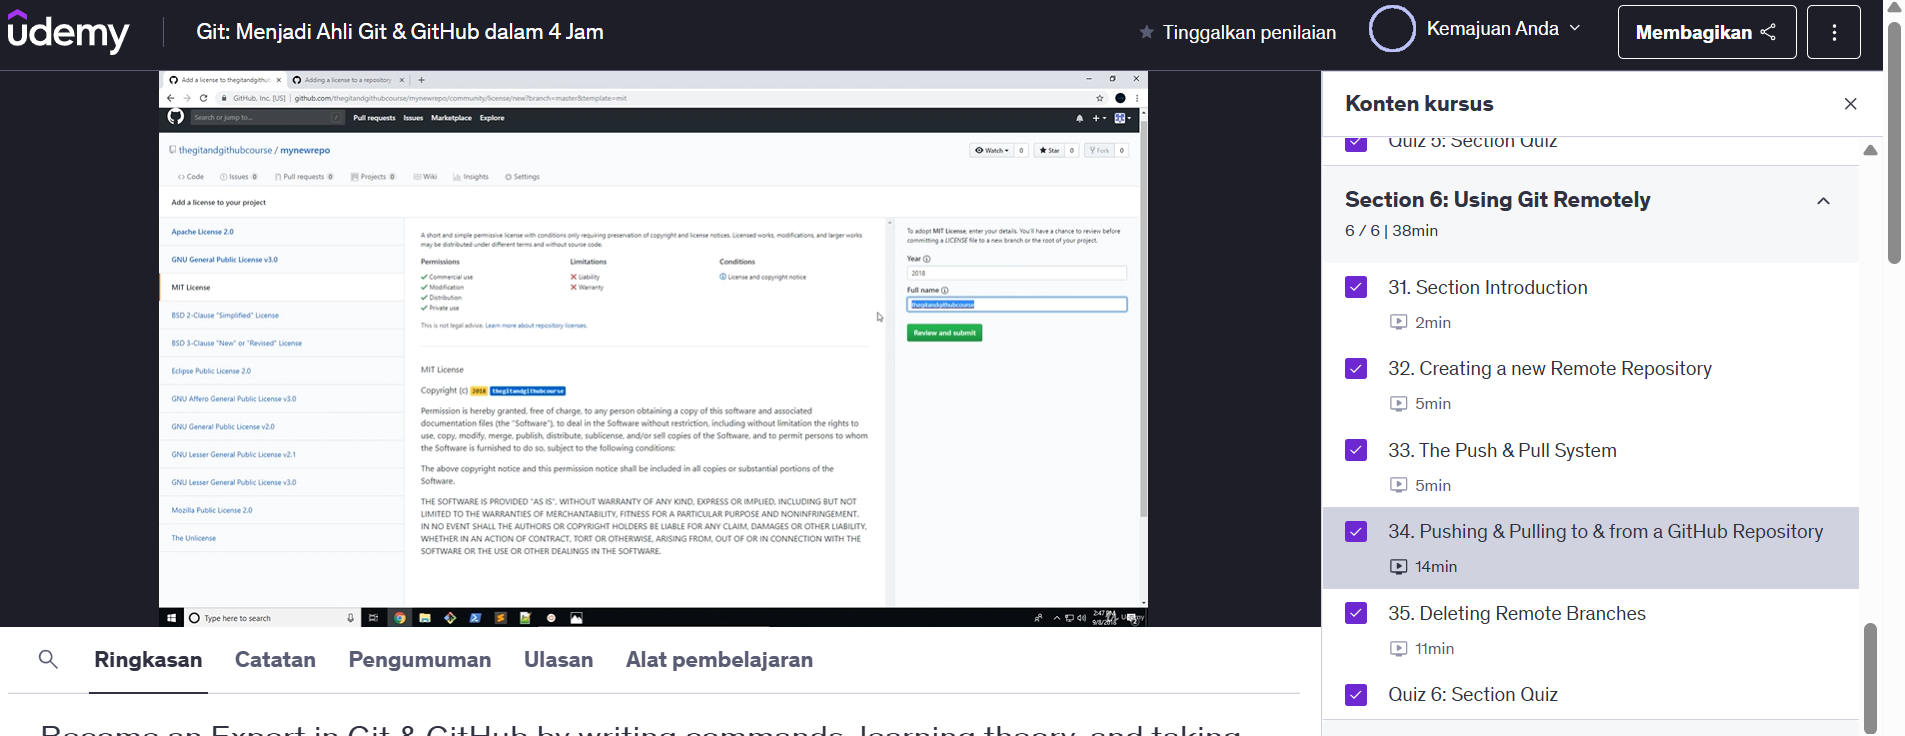 udemy
Git: Menjadi Ahli Git & GitHub dalam 4 Jam
Tinggalkan penilaian
Kemajuan Anda
Membagikan
Add a license to thegitandgithub
Adding a license to a repository
GitHub, Inc. [US] | github.com/thegitandgithubcourse/mynewrepo/community/license/new?branch=master&template=mit
Search or jump to...
Pull requests Issues Marketplace Explore
thegitandgithubcourse / mynewrepo
Watch 0 Star 0 Fork 0
Code Issues 0 Pull requests 0 Projects 0 Wiki Insights Settings
Add a license to your project
Apache License 2.0
GNU General Public License v3.0
MIT License
BSD 2-Clause "Simplified" License
BSD 3-Clause "New" or "Revised" License
Eclipse Public License 2.0
GNU Affero General Public License v3.0
GNU General Public License v2.0
GNU Lesser General Public License v2.1
GNU Lesser General Public License v3.0
Mozilla Public License 2.0
The Unlicense
A short and simple permissive license with conditions only requiring preservation of copyright and license notices. Licensed works, modifications, and larger works
may be distributed under different terms and without source code.
Permissions
Commercial use
Modification
Distribution
Private use
Limitations
Liability
Warranty
Conditions
License and copyright notice
This is not legal advice. Learn more about repository licenses.
MIT License
Copyright (c) 2018 thegitandgithubcourse
Permission is hereby granted, free of charge, to any person obtaining a copy of this software and associated
documentation files (the "Software"), to deal in the Software without restriction, including without limitation the rights to
use, copy, modify, merge, publish, distribute, sublicense, and/or sell copies of the Software, and to permit persons to whom
the Software is furnished to do so, subject to the following conditions:
The above copyright notice and this permission notice shall be included in all copies or substantial portions of the
Software.
THE SOFTWARE IS PROVIDED "AS IS", WITHOUT WARRANTY OF ANY KIND, EXPRESS OR IMPLIED, INCLUDING BUT NOT
LIMITED TO THE WARRANTIES OF MERCHANTABILITY, FITNESS FOR A PARTICULAR PURPOSE AND NONINFRINGEMENT.
IN NO EVENT SHALL THE AUTHORS OR COPYRIGHT HOLDERS BE LIABLE FOR ANY CLAIM, DAMAGES OR OTHER LIABILITY,
WHETHER IN AN ACTION OF CONTRACT, TORT OR OTHERWISE, ARISING FROM, OUT OF OR IN CONNECTION WITH THE
SOFTWARE OR THE USE OR OTHER DEALINGS IN THE SOFTWARE.
To adopt MIT License, enter your details. You'll have a chance to review before
committing a LICENSE file to a new branch or the root of your project.
Year
2018
Full name
thegitandgithubcourse
Review and submit
Type here to search
2:47 PM
9/8/2018
Konten kursus
Quiz 5: Section Quiz
Section 6: Using Git Remotely
6 / 6 | 38min
31. Section Introduction
2min
32. Creating a new Remote Repository
5min
33. The Push & Pull System
5min
34. Pushing & Pulling to & from a GitHub Repository
14min
35. Deleting Remote Branches
11min
Quiz 6: Section Quiz
Ringkasan
Catatan
Pengumuman
Ulasan
Alat pembelajaran
Become an Expert in Git & GitHub by writing commands, learning theory, and taking